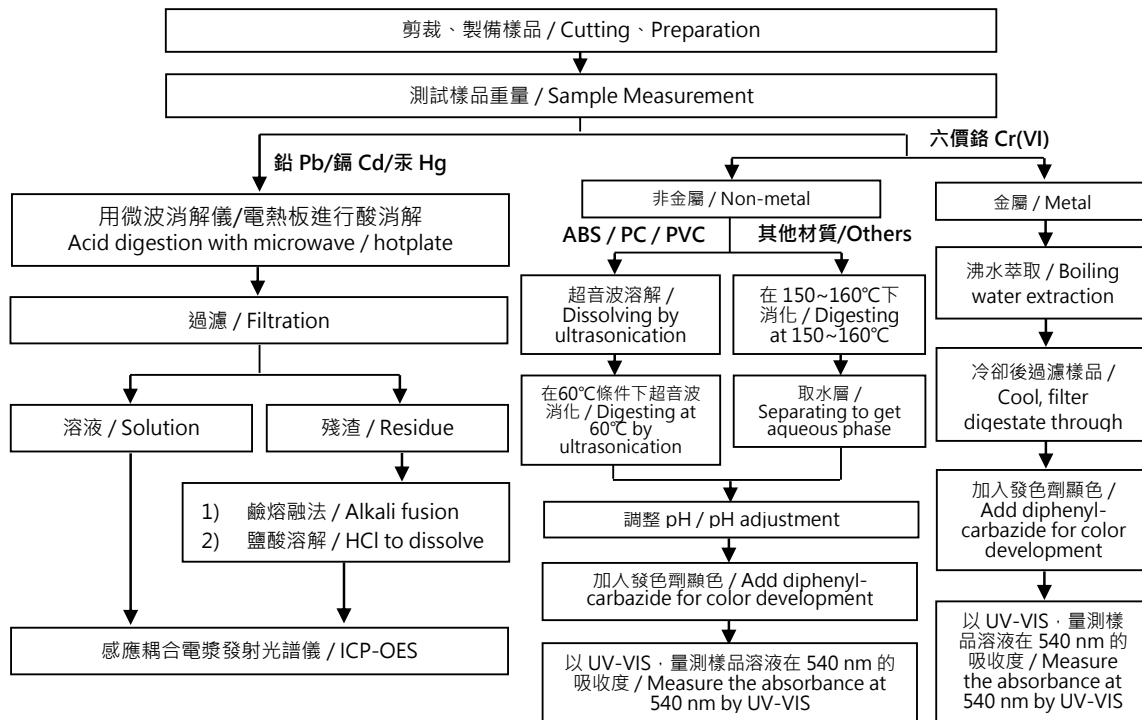 剪裁、製備樣品 / Cutting、Preparation
測試樣品重量 / Sample Measurement
鉛 Pb/鎘 Cd/汞 Hg
六價鉻 Cr(VI)
用微波消解儀/電熱板進行酸消解
Acid digestion with microwave / hotplate
過濾 / Filtration
溶液 / Solution
殘渣 / Residue
1) 鹼熔融法 / Alkali fusion
2) 鹽酸溶解 / HCl to dissolve
感應耦合電漿發射光譜儀 / ICP-OES
非金屬 / Non-metal
ABS / PC / PVC
其他材質/Others
超音波溶解 /
Dissolving by
ultrasonication
在60℃條件下超音波
消化 / Digesting at
60℃ by
ultrasonication
在 150~160℃下
消化 / Digesting
at 150~160℃
取水層 /
Separating to get
aqueous phase
調整 pH / pH adjustment
加入發色劑顯色 / Add diphenyl-
carbazide for color development
以 UV-VIS，量測樣品溶液在 540 nm 的
吸收度 / Measure the absorbance at
540 nm by UV-VIS
金屬 / Metal
沸水萃取 / Boiling
water extraction
冷卻後過濾樣品 /
Cool, filter
digestate through
加入發色劑顯色 /
Add diphenyl-
carbazide for color
development
以 UV-VIS，量測樣
品溶液在 540 nm 的
吸收度 / Measure
the absorbance at
540 nm by UV-VIS